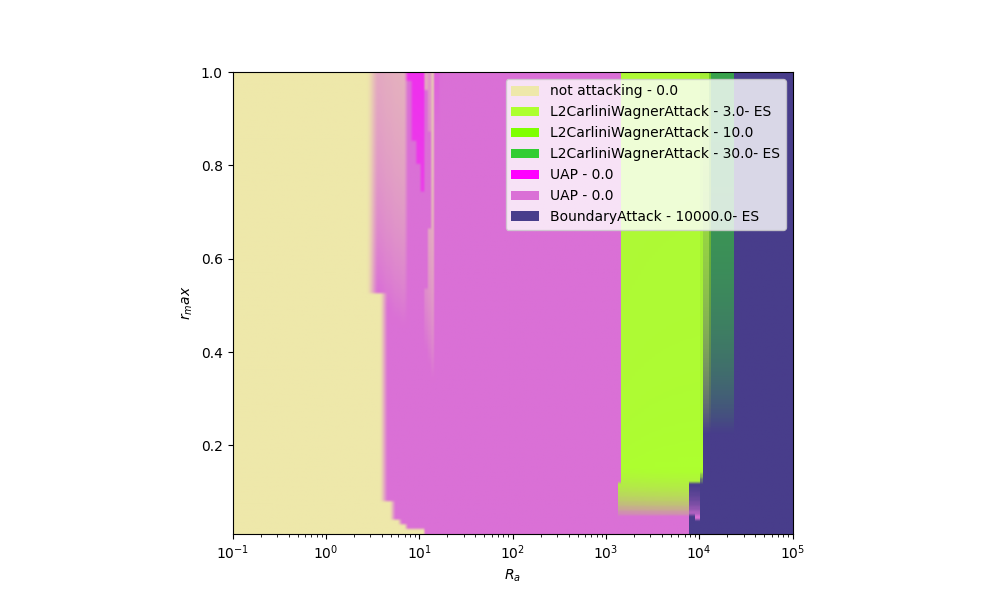 1.0
0.8
0.6
0.4
0.2
r_max
not attacking - 0.0
L2CarliniWagnerAttack - 3.0- ES
L2CarliniWagnerAttack - 10.0
L2CarliniWagnerAttack - 30.0- ES
UAP - 0.0
UAP - 0.0
BoundaryAttack - 10000.0- ES
10⁻¹ 10⁰ 10¹ 10² 10³ 10⁴ 10⁵
Rₐ